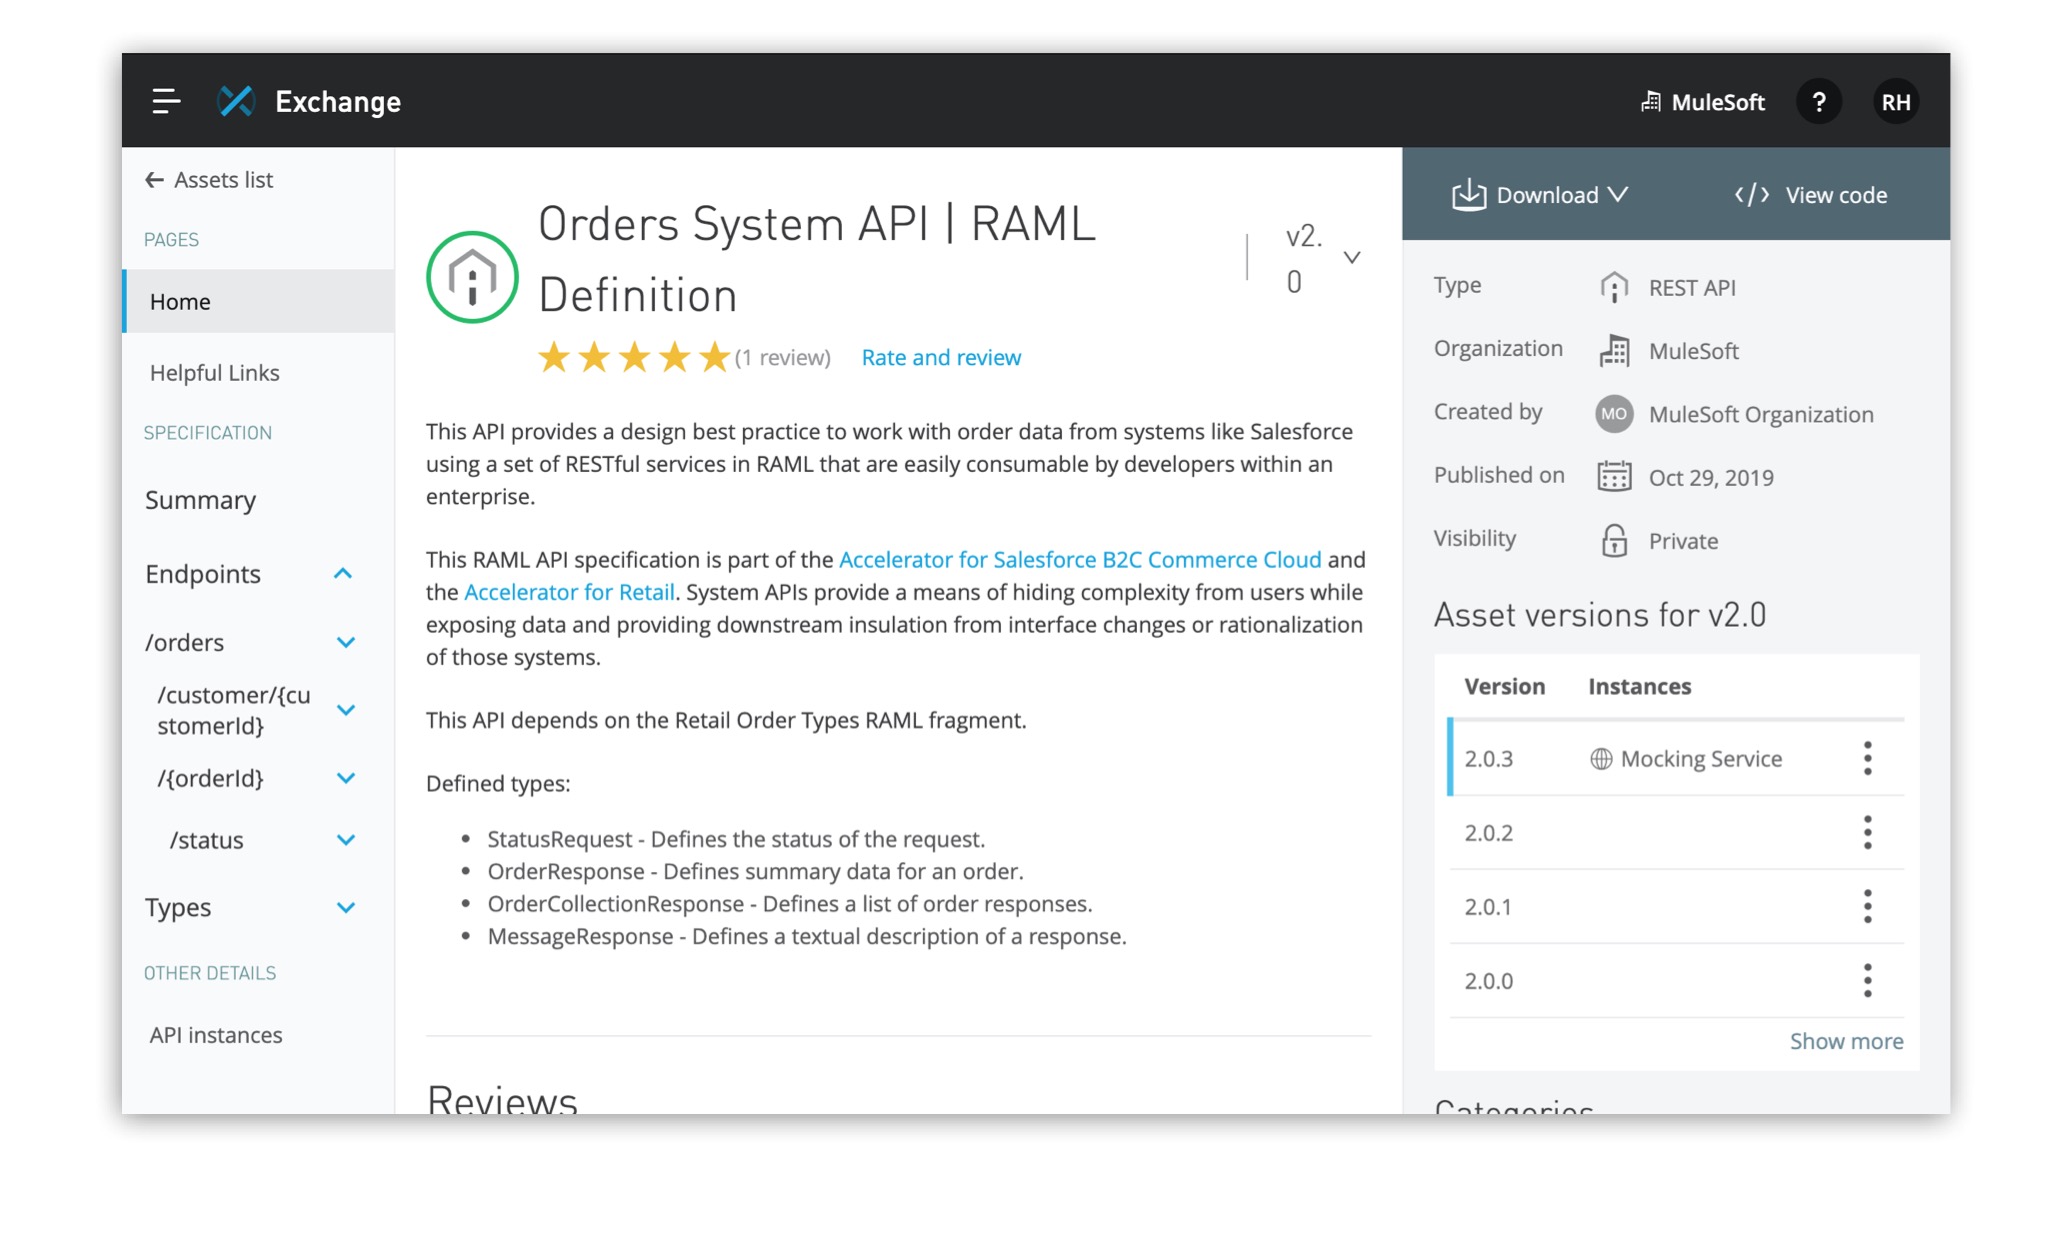 Exchange
MuleSoft
?
RH
Assets list
PAGES
Home
Helpful Links
SPECIFICATION
Summary
Endpoints
/orders
/customer/{cu
stomerId}
/{orderId}
/status
Types
OTHER DETAILS
API instances
Orders System API | RAML
Definition
v2.
0
(1 review)
Rate and review
This API provides a design best practice to work with order data from systems like Salesforce
using a set of RESTful services in RAML that are easily consumable by developers within an
enterprise.
This RAML API specification is part of the Accelerator for Salesforce B2C Commerce Cloud and
the Accelerator for Retail. System APIs provide a means of hiding complexity from users while
exposing data and providing downstream insulation from interface changes or rationalization
of those systems.
This API depends on the Retail Order Types RAML fragment.
Defined types:
• StatusRequest - Defines the status of the request.
• OrderResponse - Defines summary data for an order.
• OrderCollectionResponse - Defines a list of order responses.
• MessageResponse - Defines a textual description of a response.
Reviews
Download
</> View code
Type REST API
Organization MuleSoft
Created by MO MuleSoft Organization
Published on Oct 29, 2019
Visibility Private
Asset versions for v2.0
Version Instances
2.0.3 Mocking Service
2.0.2
2.0.1
2.0.0
Show more
Categories